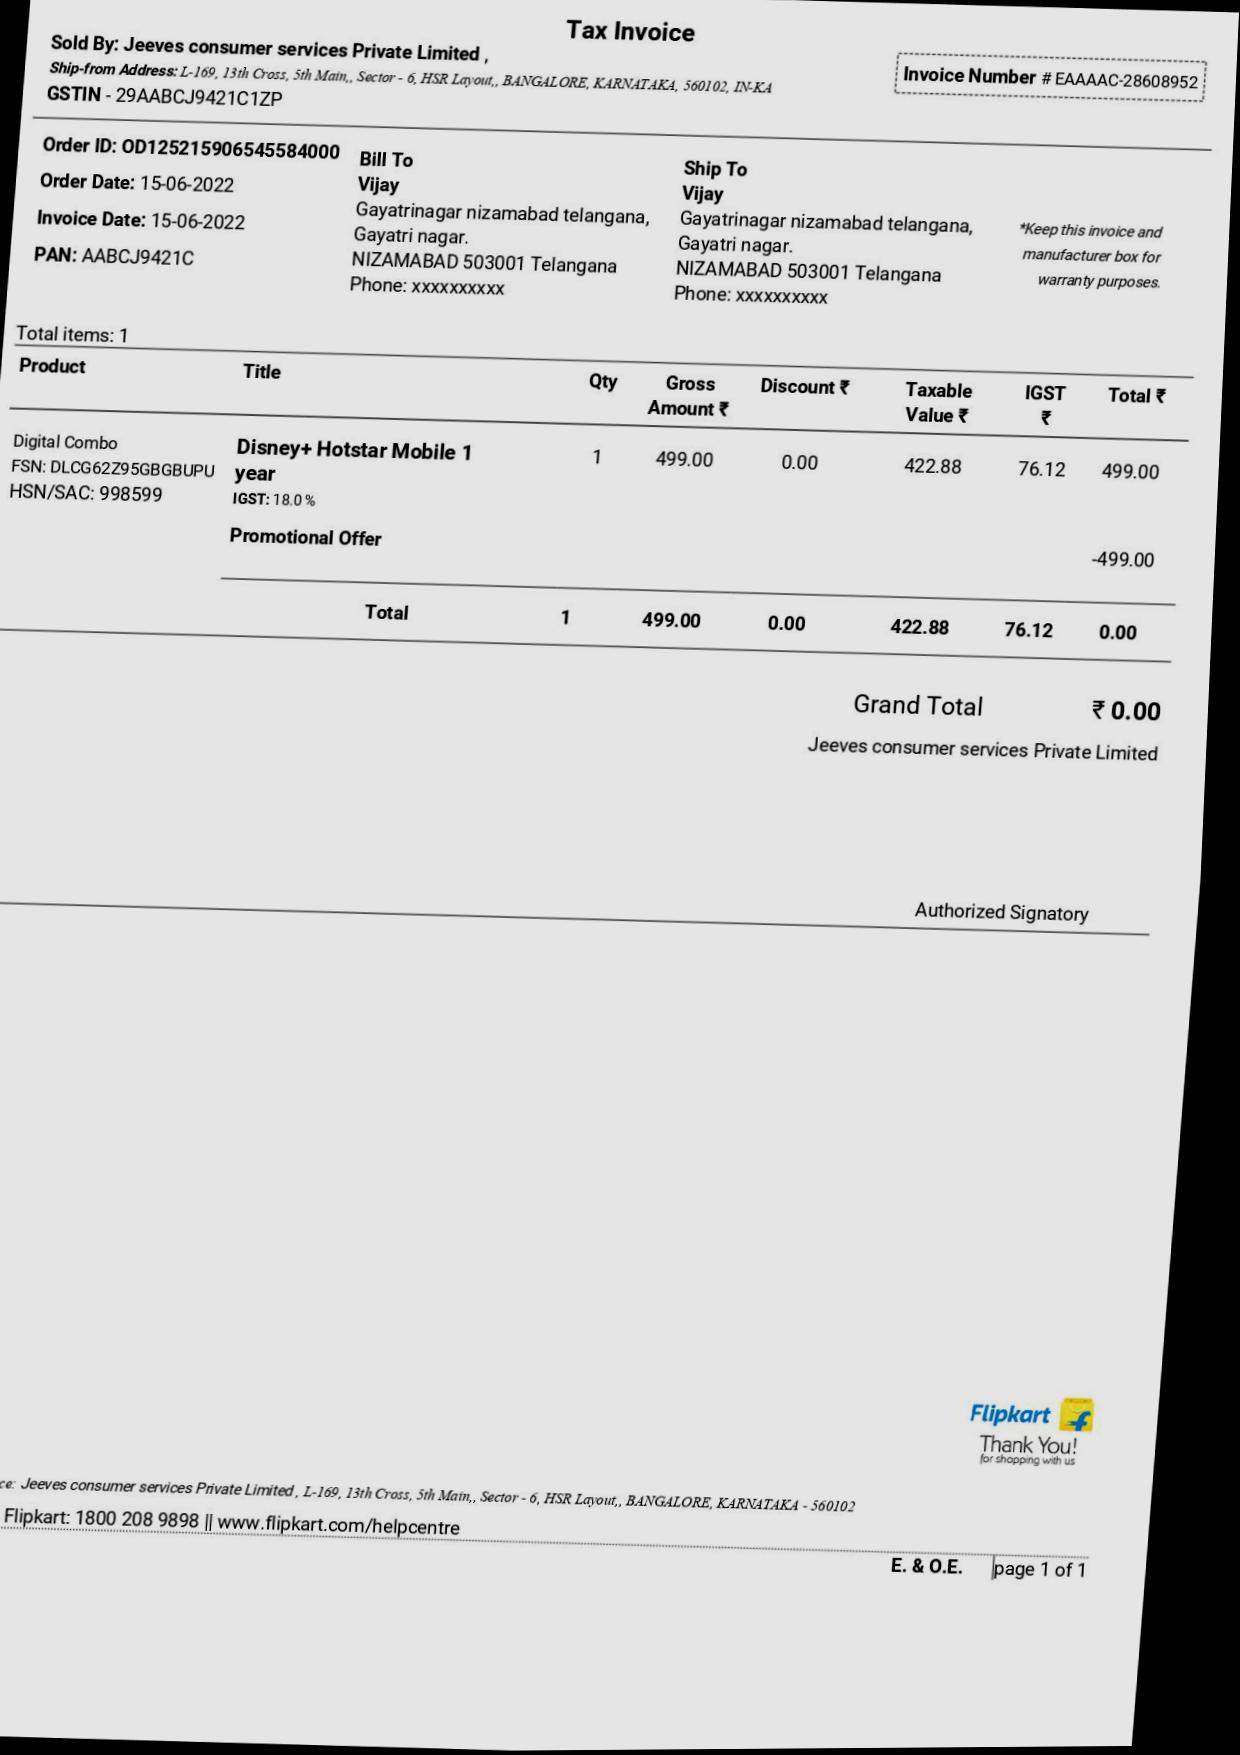 Tax Invoice
Sold By: Jeeves consumer services Private Limited ,
Ship-from Address: L-169, 13th Cross, 5th Main,, Sector - 6, HSR Layout,, BANGALORE, KARNATAKA, 560102, IN-KA
GSTIN - 29AABCJ9421C1ZP
Invoice Number # EAAAAC-28608952
Order ID: OD125215906545584000
Order Date: 15-06-2022
Invoice Date: 15-06-2022
PAN: AABCJ9421C
Bill To
Vijay
Gayatrinagar nizamabad telangana,
Gayatri nagar.
NIZAMABAD 503001 Telangana
Phone: xxxxxxxxxx
Ship To
Vijay
Gayatrinagar nizamabad telangana,
Gayatri nagar.
NIZAMABAD 503001 Telangana
Phone: xxxxxxxxxx
*Keep this invoice and
manufacturer box for
warranty purposes.
Total items: 1
Product Title Qty Gross Amount ₹ Discount ₹ Taxable Value ₹ IGST ₹ Total ₹
Digital Combo
FSN: DLCG62Z95GBGBUPU
HSN/SAC: 998599
Disney+ Hotstar Mobile 1
year
IGST: 18.0 %
1 499.00 0.00 422.88 76.12 499.00
Promotional Offer -499.00
Total 1 499.00 0.00 422.88 76.12 0.00
Grand Total ₹ 0.00
Jeeves consumer services Private Limited
Authorized Signatory
Flipkart
Thank You!
for shopping with us
ce: Jeeves consumer services Private Limited , L-169, 13th Cross, 5th Main,, Sector - 6, HSR Layout,, BANGALORE, KARNATAKA - 560102
Flipkart: 1800 208 9898 || www.flipkart.com/helpcentre
E. & O.E. page 1 of 1